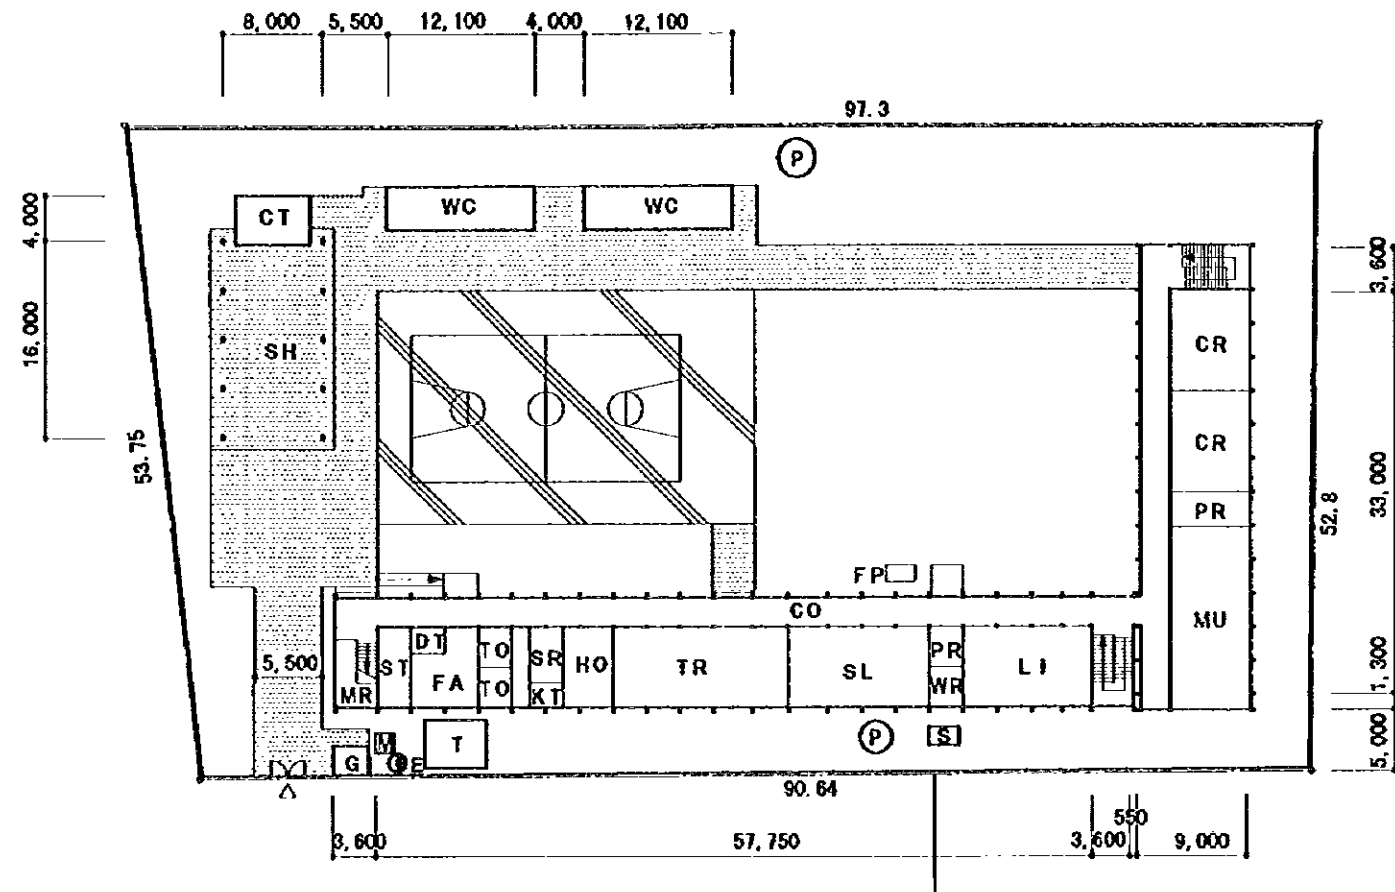 8,000 5,500 12,100 4,000 12,100
97.3
P
4,000
CT WC WC
3,600
16,000
SH
CR
53.75
CR
33,000
PR
52.8
FP
CO
MU
DT TO SR HO TR SL PR LI
5,500 ST FA
MR TO KT WR
1,300
M T P S
G E
5,000
90.64
550
3,600 57,750 3,600 9,000